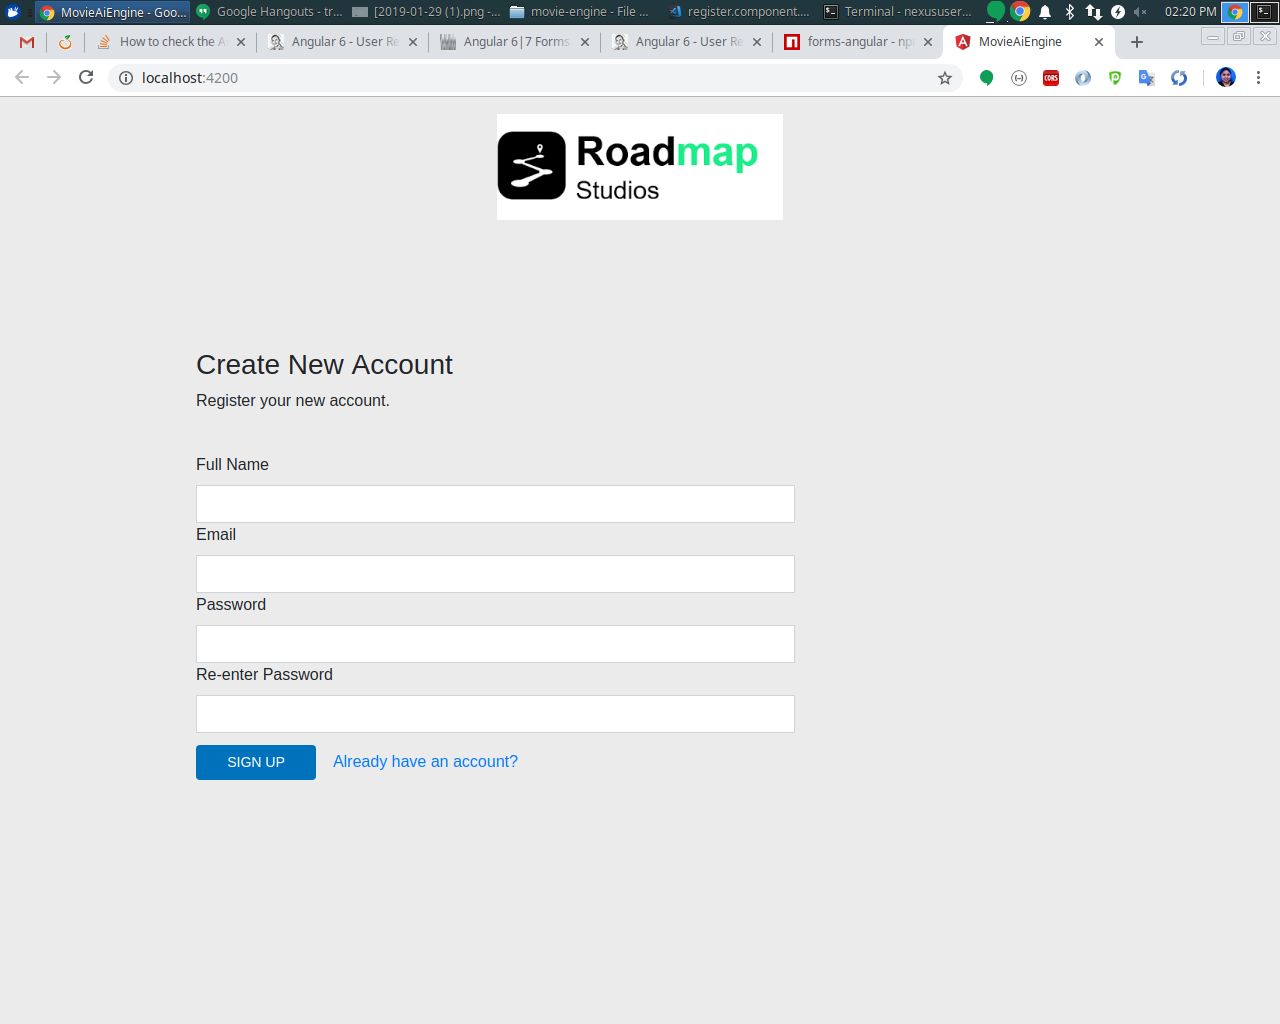 MovieAiEngine - Goo... Google Hangouts - tr... [2019-01-29 (1).png -... movie-engine - File ... register.component.... Terminal - nexususer... 02:20 PM
How to check the A Angular 6 - User Re Angular 6|7 Forms Angular 6 - User Re forms-angular - np MovieAiEngine
localhost:4200
CORS
Roadmap
Studios
Create New Account
Register your new account.
Full Name
Email
Password
Re-enter Password
SIGN UP Already have an account?